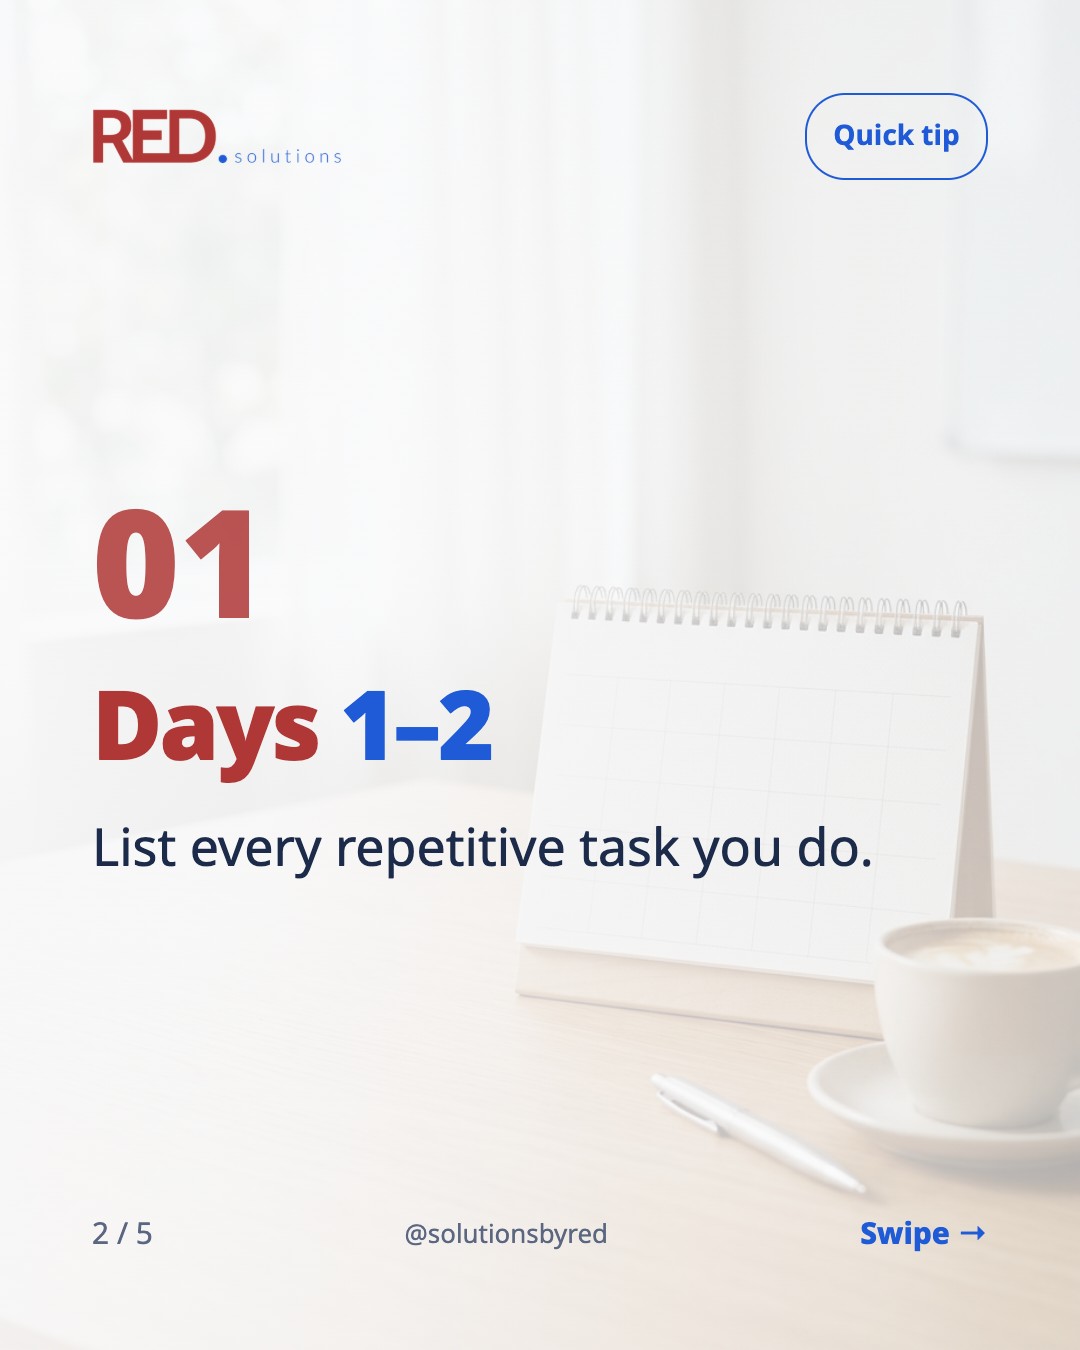 RED.solutions
Quick tip
01
Days 1–2
List every repetitive task you do.
2 / 5
@solutionsbyred
Swipe →